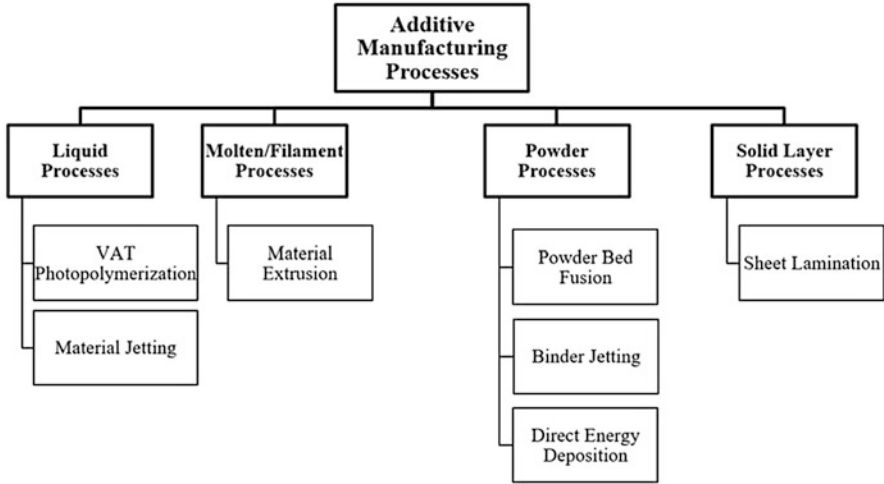 Additive
Manufacturing
Processes
Liquid
Processes
Molten/Filament
Processes
Powder
Processes
Solid Layer
Processes
VAT
Photopolymerization
Material Jetting
Material
Extrusion
Powder Bed
Fusion
Binder Jetting
Direct Energy
Deposition
Sheet Lamination